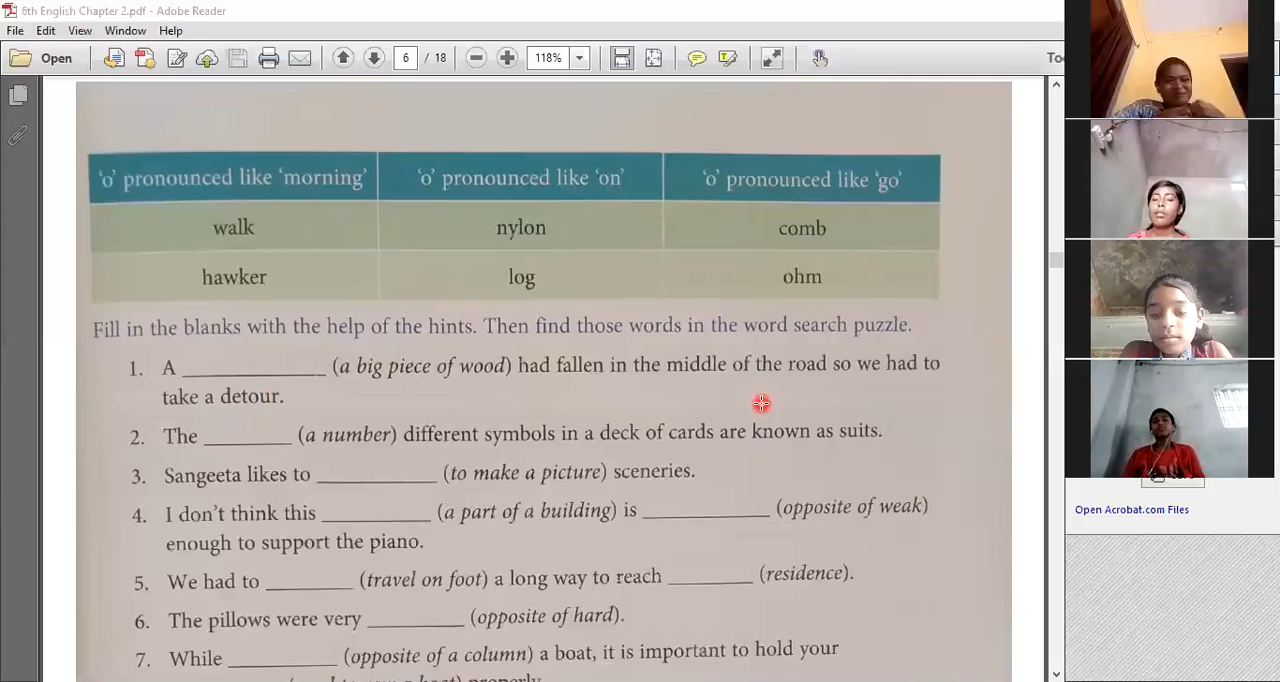 6th English Chapter 2.pdf - Adobe Reader
File Edit View Window Help
Open 6 / 18 118%
'o' pronounced like 'morning' 'o' pronounced like 'on' 'o' pronounced like 'go'
walk nylon comb
hawker log ohm
Fill in the blanks with the help of the hints. Then find those words in the word search puzzle.
1. A ____________ (a big piece of wood) had fallen in the middle of the road so we had to
take a detour.
2. The ________ (a number) different symbols in a deck of cards are known as suits.
3. Sangeeta likes to ___________ (to make a picture) sceneries.
4. I don't think this __________ (a part of a building) is ____________ (opposite of weak)
enough to support the piano.
5. We had to ________ (travel on foot) a long way to reach ________ (residence).
6. The pillows were very _________ (opposite of hard).
7. While __________ (opposite of a column) a boat, it is important to hold your
properly
Open Acrobat.com Files